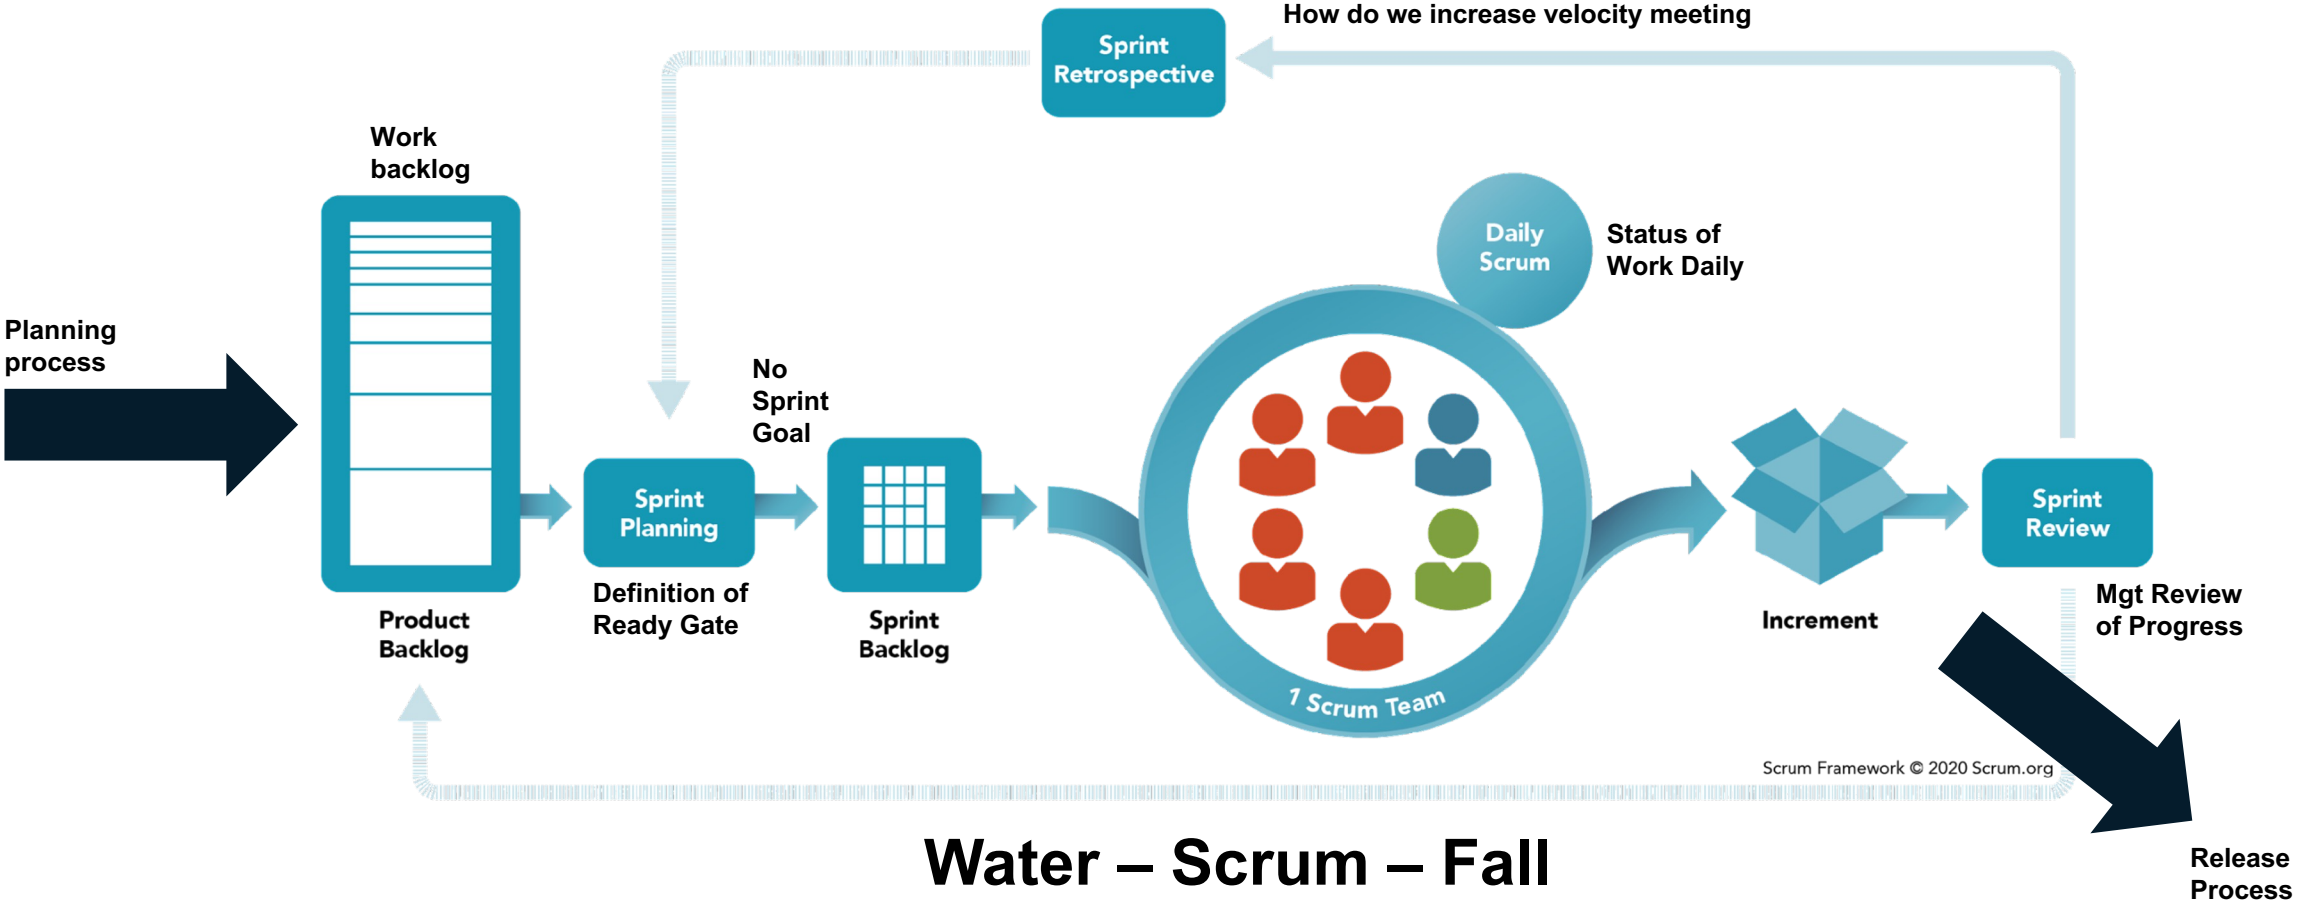 How do we increase velocity meeting
Sprint
Retrospective
Work
backlog
Daily
Scrum
Status of
Work Daily
Planning
process
No
Sprint
Goal
Sprint
Planning
Sprint
Review
Definition of
Ready Gate
Product
Backlog
Sprint
Backlog
Increment
Mgt Review
of Progress
1 Scrum Team
Scrum Framework © 2020 Scrum.org
Water – Scrum – Fall
Release
Process